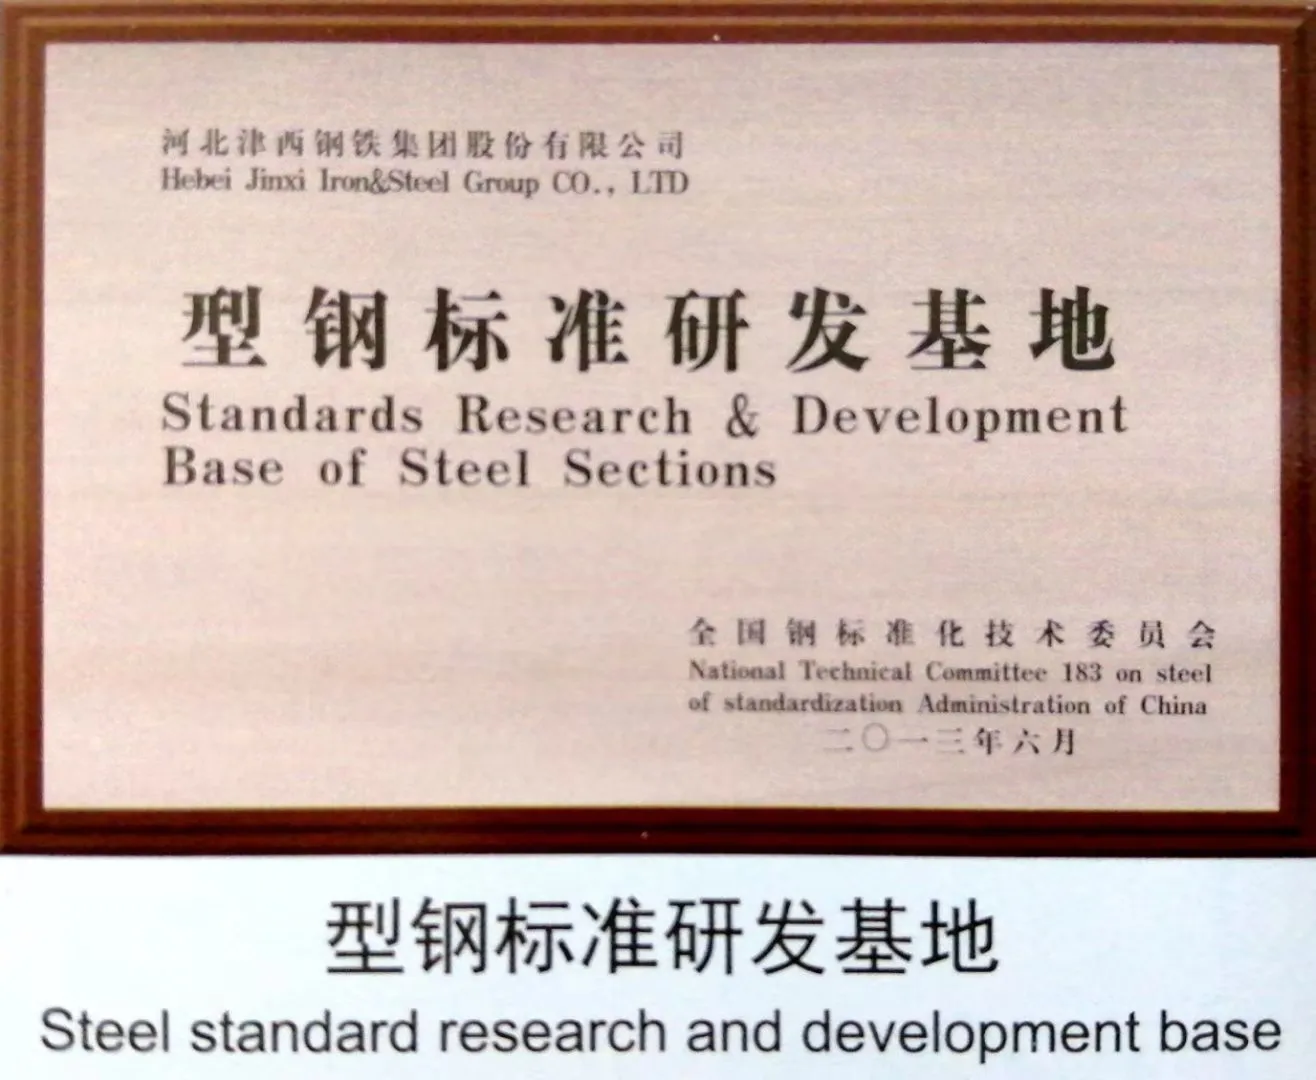 河北津西钢铁集团股份有限公司
Hebei Jinxi Iron&Steel Group CO., LTD
型钢标准研发基地
Standards Research & Development
Base of Steel Sections
全国钢标准化技术委员会
National Technical Committee 183 on steel
of standardization Administration of China
二〇一三年六月
型钢标准研发基地
Steel standard research and development base